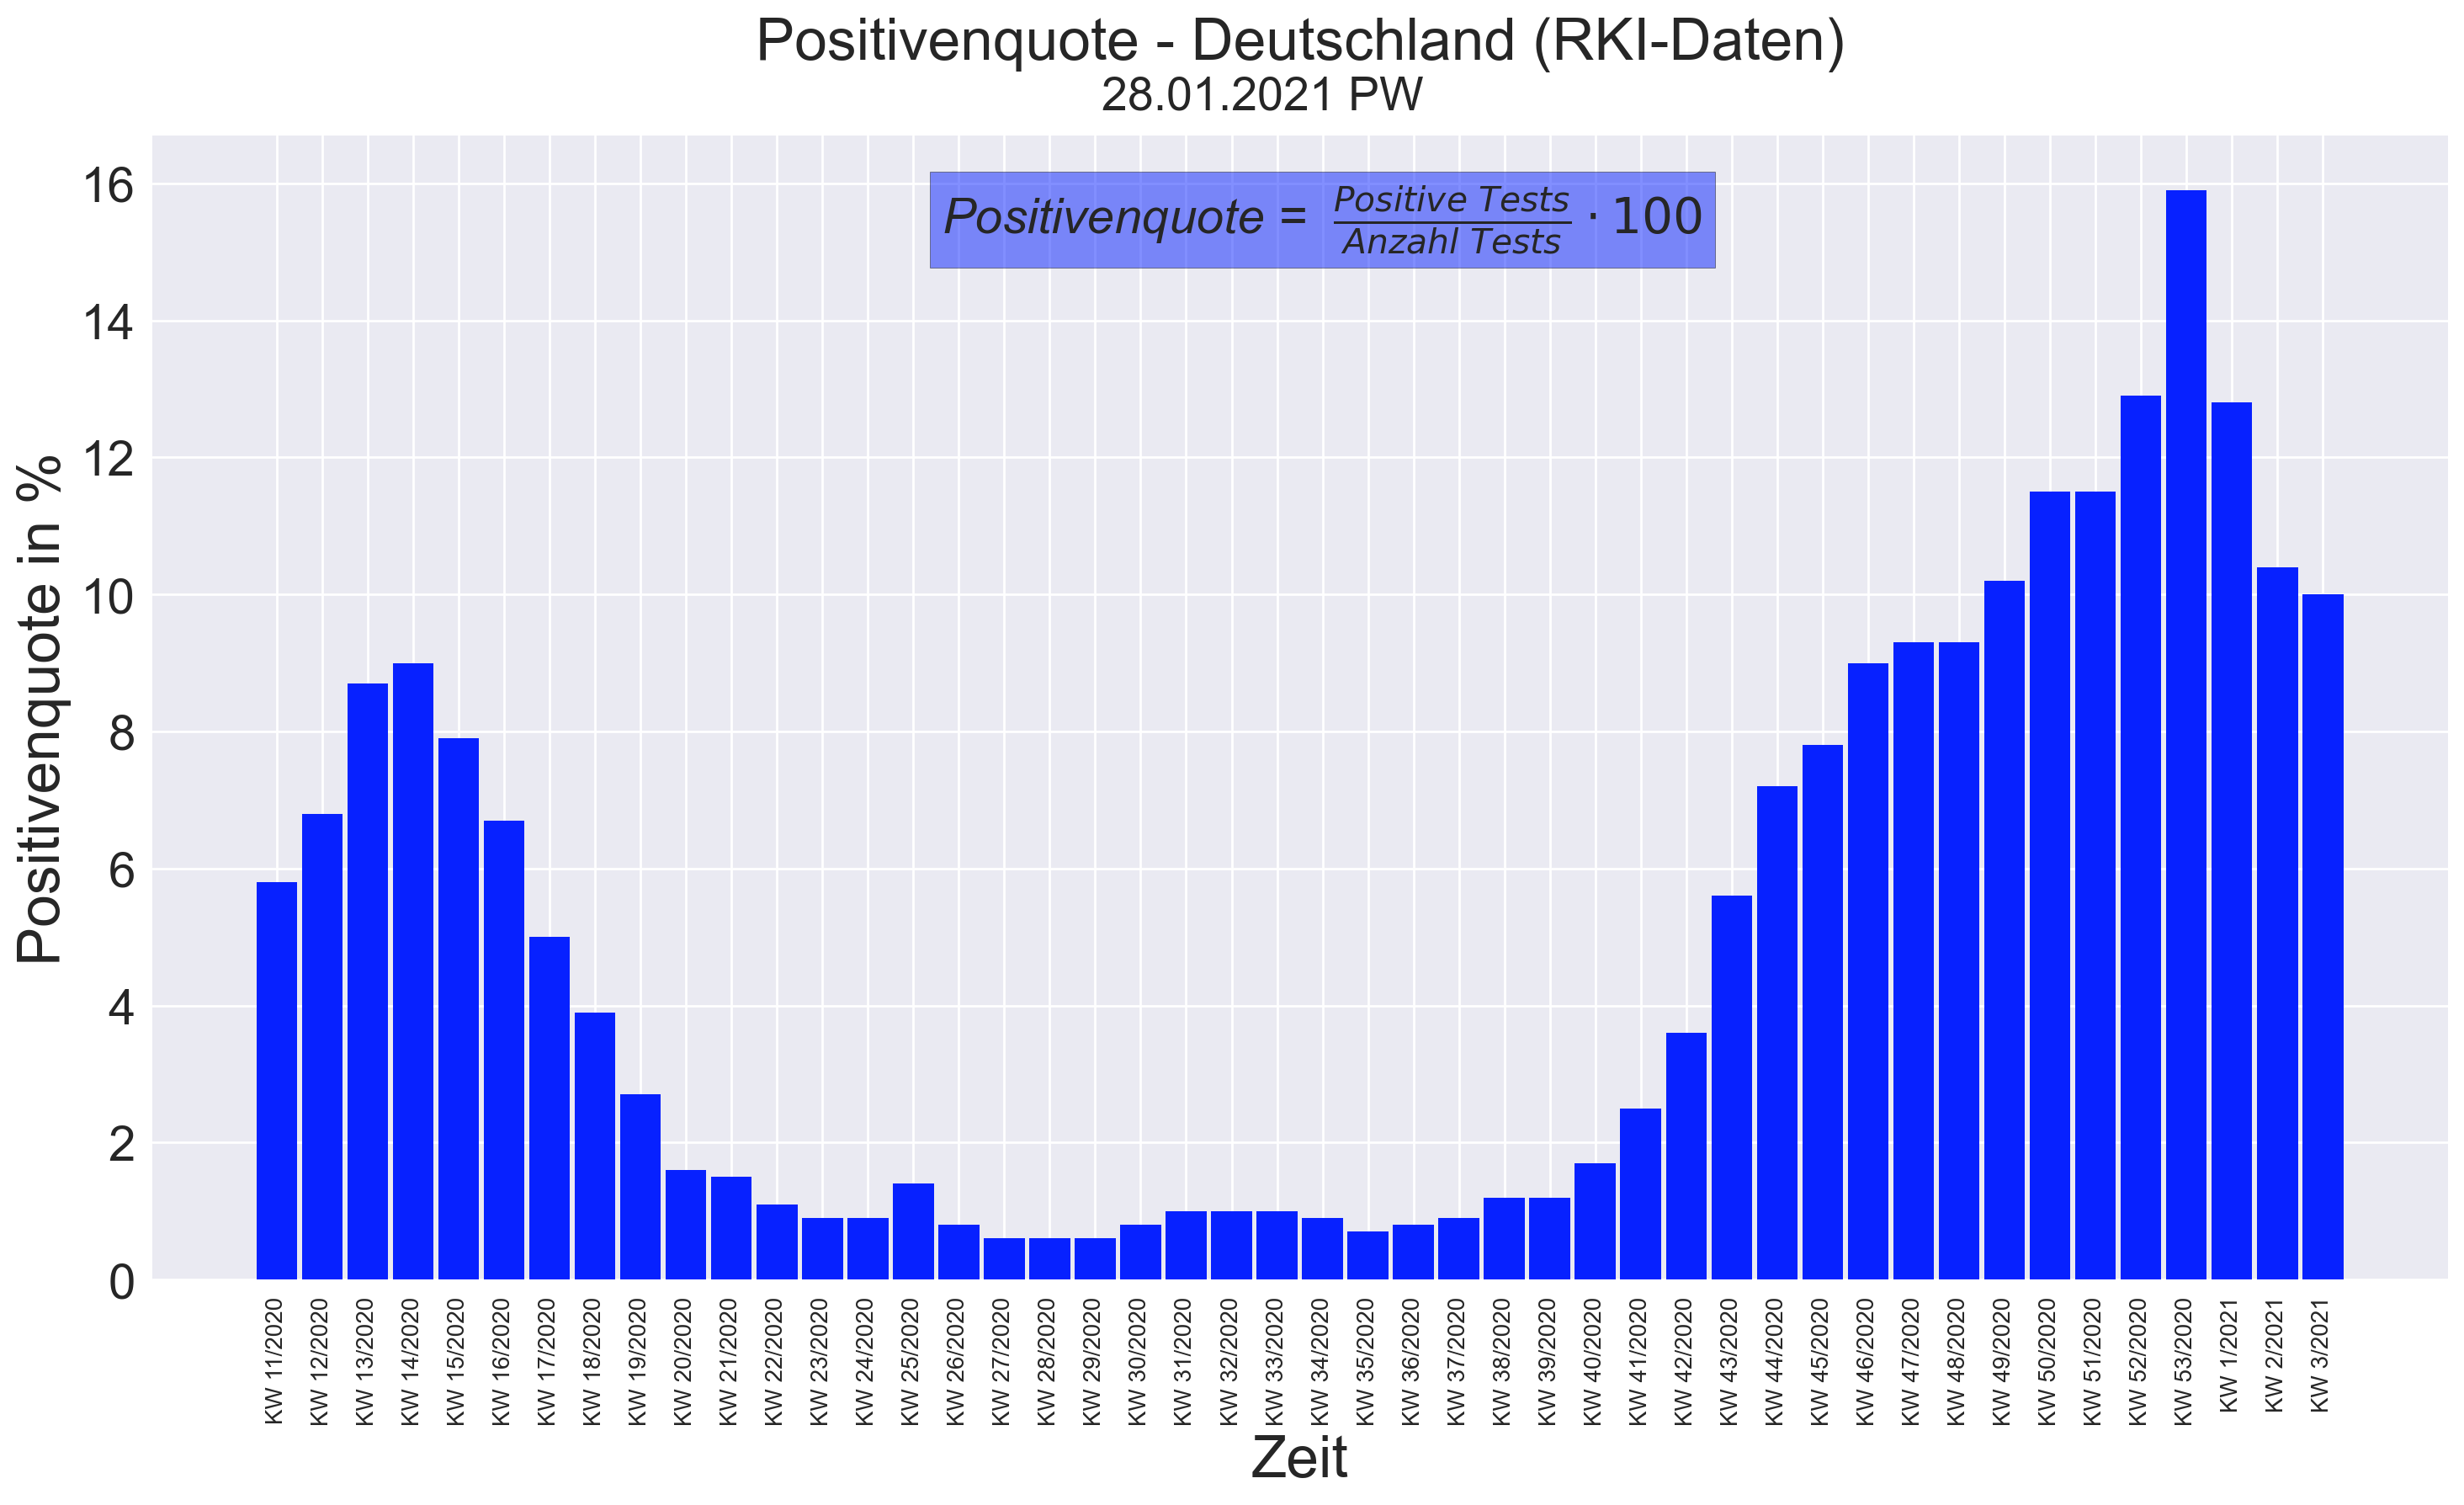 Positivenquote - Deutschland (RKI-Daten)
28.01.2021 PW
Positivenquote = Positive Tests / Anzahl Tests · 100
Positivenquote in %
16
14
12
10
8
6
4
2
0
KW 11/2020
KW 12/2020
KW 13/2020
KW 14/2020
KW 15/2020
KW 16/2020
KW 17/2020
KW 18/2020
KW 19/2020
KW 20/2020
KW 21/2020
KW 22/2020
KW 23/2020
KW 24/2020
KW 25/2020
KW 26/2020
KW 27/2020
KW 28/2020
KW 29/2020
KW 30/2020
KW 31/2020
KW 32/2020
KW 33/2020
KW 34/2020
KW 35/2020
KW 36/2020
KW 37/2020
KW 38/2020
KW 39/2020
KW 40/2020
KW 41/2020
KW 42/2020
KW 43/2020
KW 44/2020
KW 45/2020
KW 46/2020
KW 47/2020
KW 48/2020
KW 49/2020
KW 50/2020
KW 51/2020
KW 52/2020
KW 53/2020
KW 1/2021
KW 2/2021
KW 3/2021
Zeit